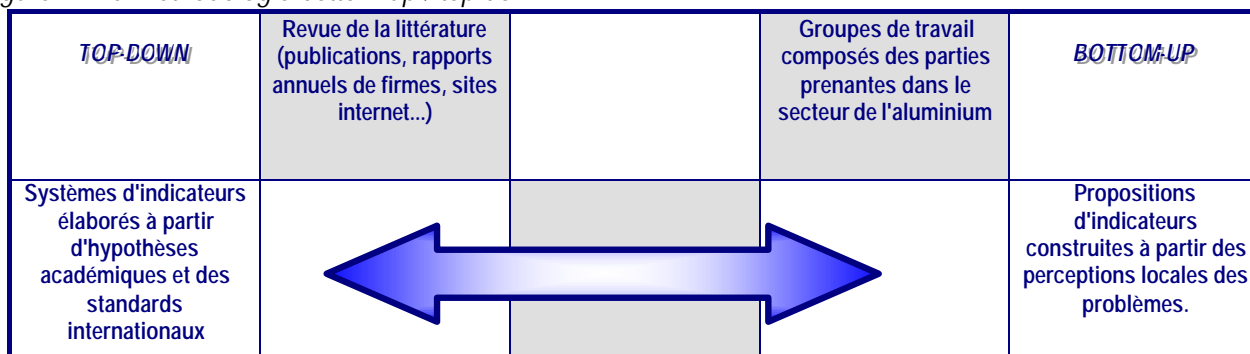 TOP-DOWN
Revue de la littérature
(publications, rapports
annuels de firmes, sites
internet...)
Groupes de travail
composés des parties
prenantes dans le
secteur de l'aluminium
BOTTOM-UP
Systèmes d'indicateurs
élaborés à partir
d'hypothèses
académiques et des
standards
internationaux
Propositions
d'indicateurs
construites à partir des
perceptions locales des
problèmes.